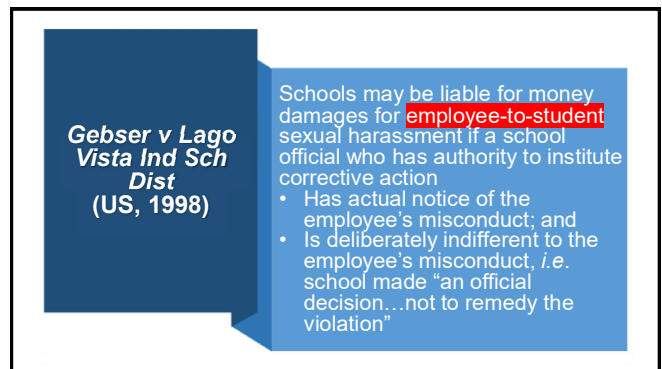 Gebser v Lago
Vista Ind Sch
Dist
(US, 1998)
Schools may be liable for money
damages for employee-to-student
sexual harassment if a school
official who has authority to institute
corrective action
• Has actual notice of the
employee’s misconduct; and
• Is deliberately indifferent to the
employee’s misconduct, i.e.
school made “an official
decision…not to remedy the
violation”